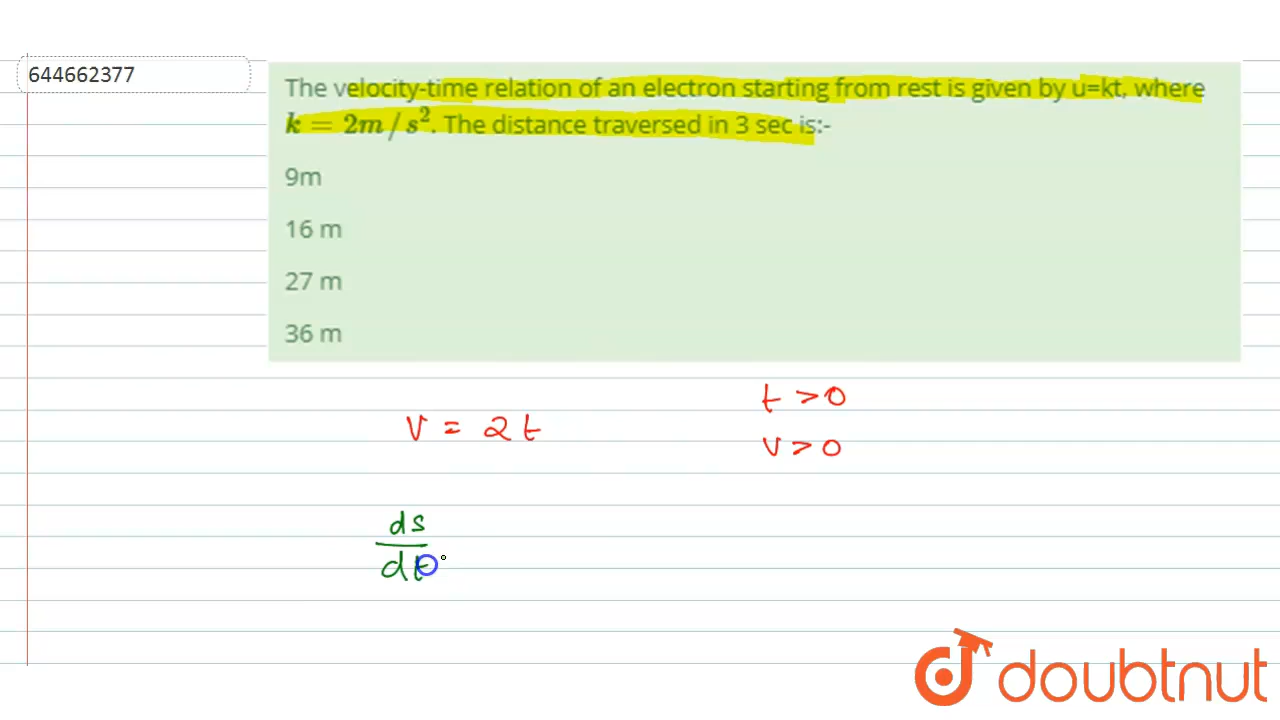 644662377
The velocity-time relation of an electron starting from rest is given by u=kt, where
k = 2m/s². The distance traversed in 3 sec is:-
9m
16 m
27 m
36 m
t > 0
v = 2t
v > 0
ds
dt
doubtnut